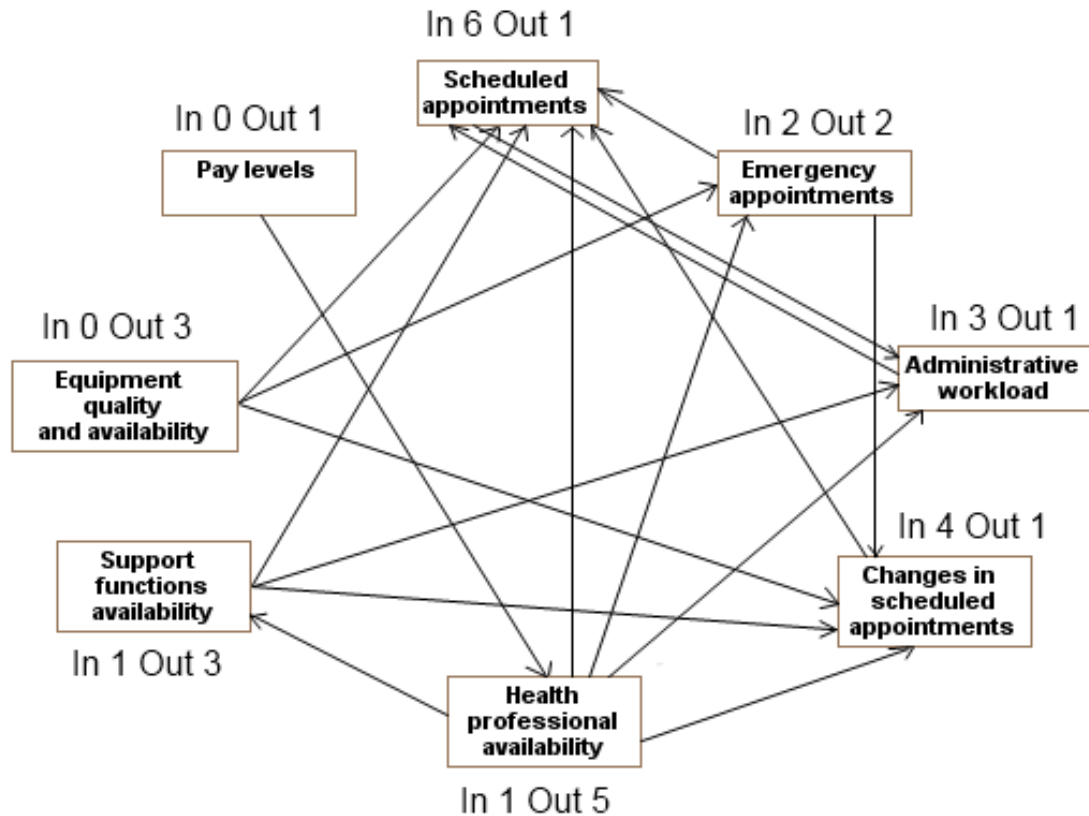 In 6 Out 1
Scheduled
appointments
In 0 Out 1
Pay levels
In 2 Out 2
Emergency
appointments
In 0 Out 3
Equipment
quality
and availability
In 3 Out 1
Administrative
workload
Support
functions
availability
In 1 Out 3
In 4 Out 1
Changes in
scheduled
appointments
Health
professional
availability
In 1 Out 5